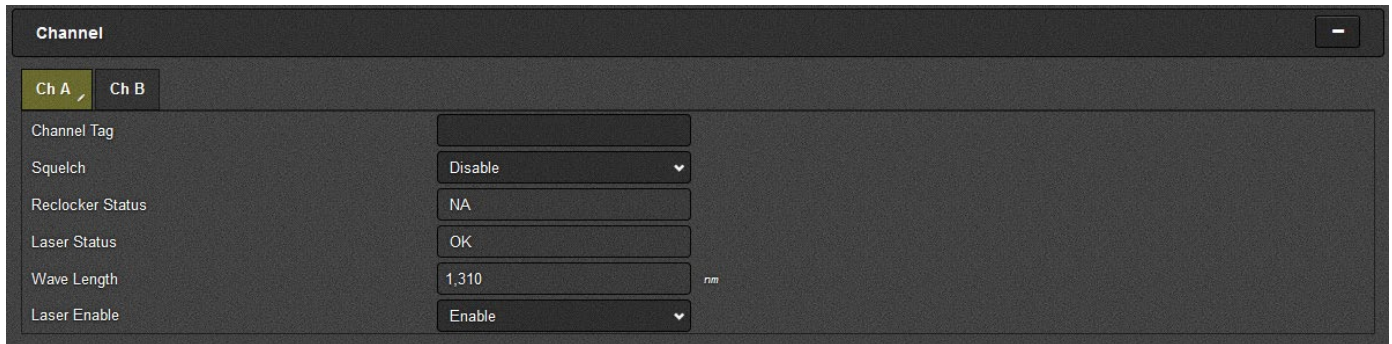 Channel
Ch A Ch B
Channel Tag
Squelch Disable
Reclocker Status NA
Laser Status OK
Wave Length 1,310 nm
Laser Enable Enable